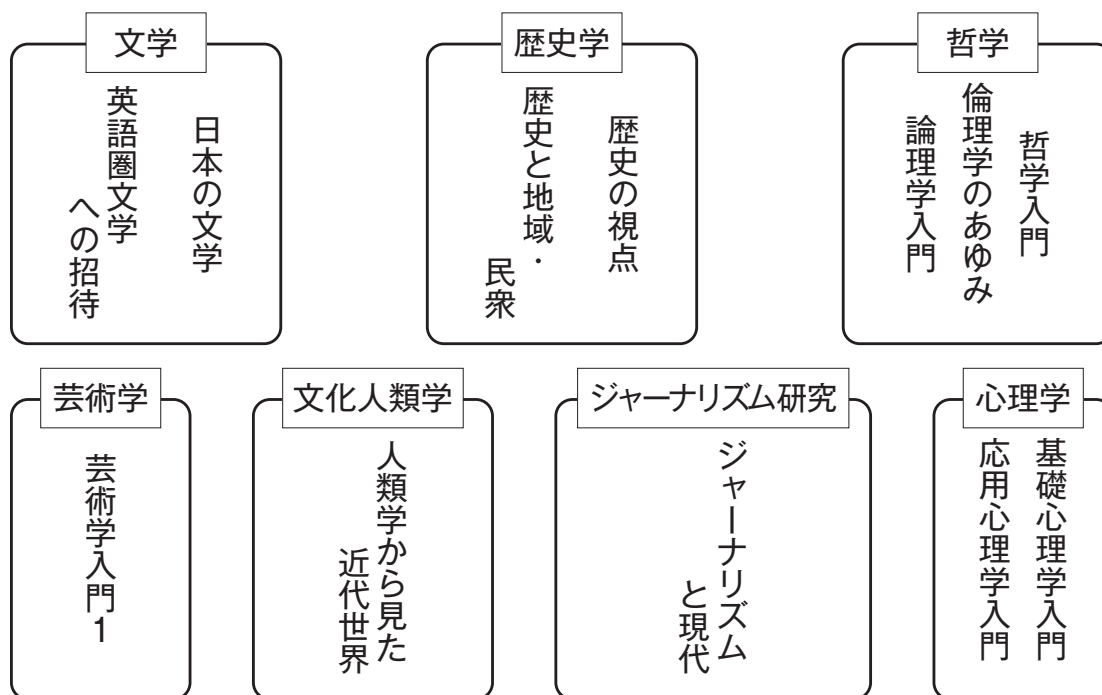 文学
日本の文学
英語圏文学
への招待
歴史学
歴史の視点
歴史と地域・
民衆
哲学
哲学入門
倫理学のあゆみ
論理学入門
芸術学
芸術学入門1
文化人類学
人類学から見た
近代世界
ジャーナリズム研究
ジャーナリズム
と現代
心理学
基礎心理学入門
応用心理学入門